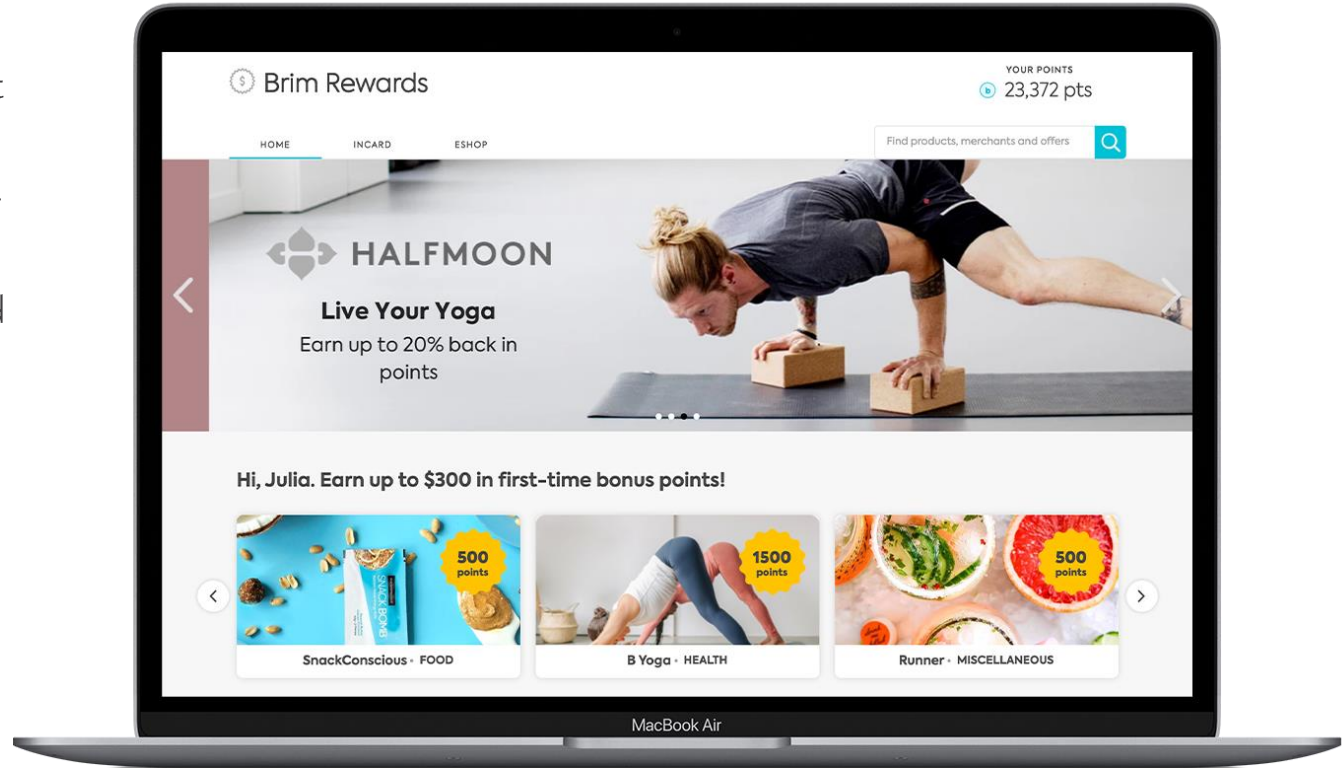 Brim Rewards
YOUR POINTS
23,372 pts
HOME INCARD ESHOP
Find products, merchants and offers
HALFMOON
Live Your Yoga
Earn up to 20% back in
points
Hi, Julia. Earn up to $300 in first-time bonus points!
500
points
SNACK BOMB
1500
points
500
points
SnackConscious • FOOD
B Yoga • HEALTH
Runner • MISCELLANEOUS
MacBook Air